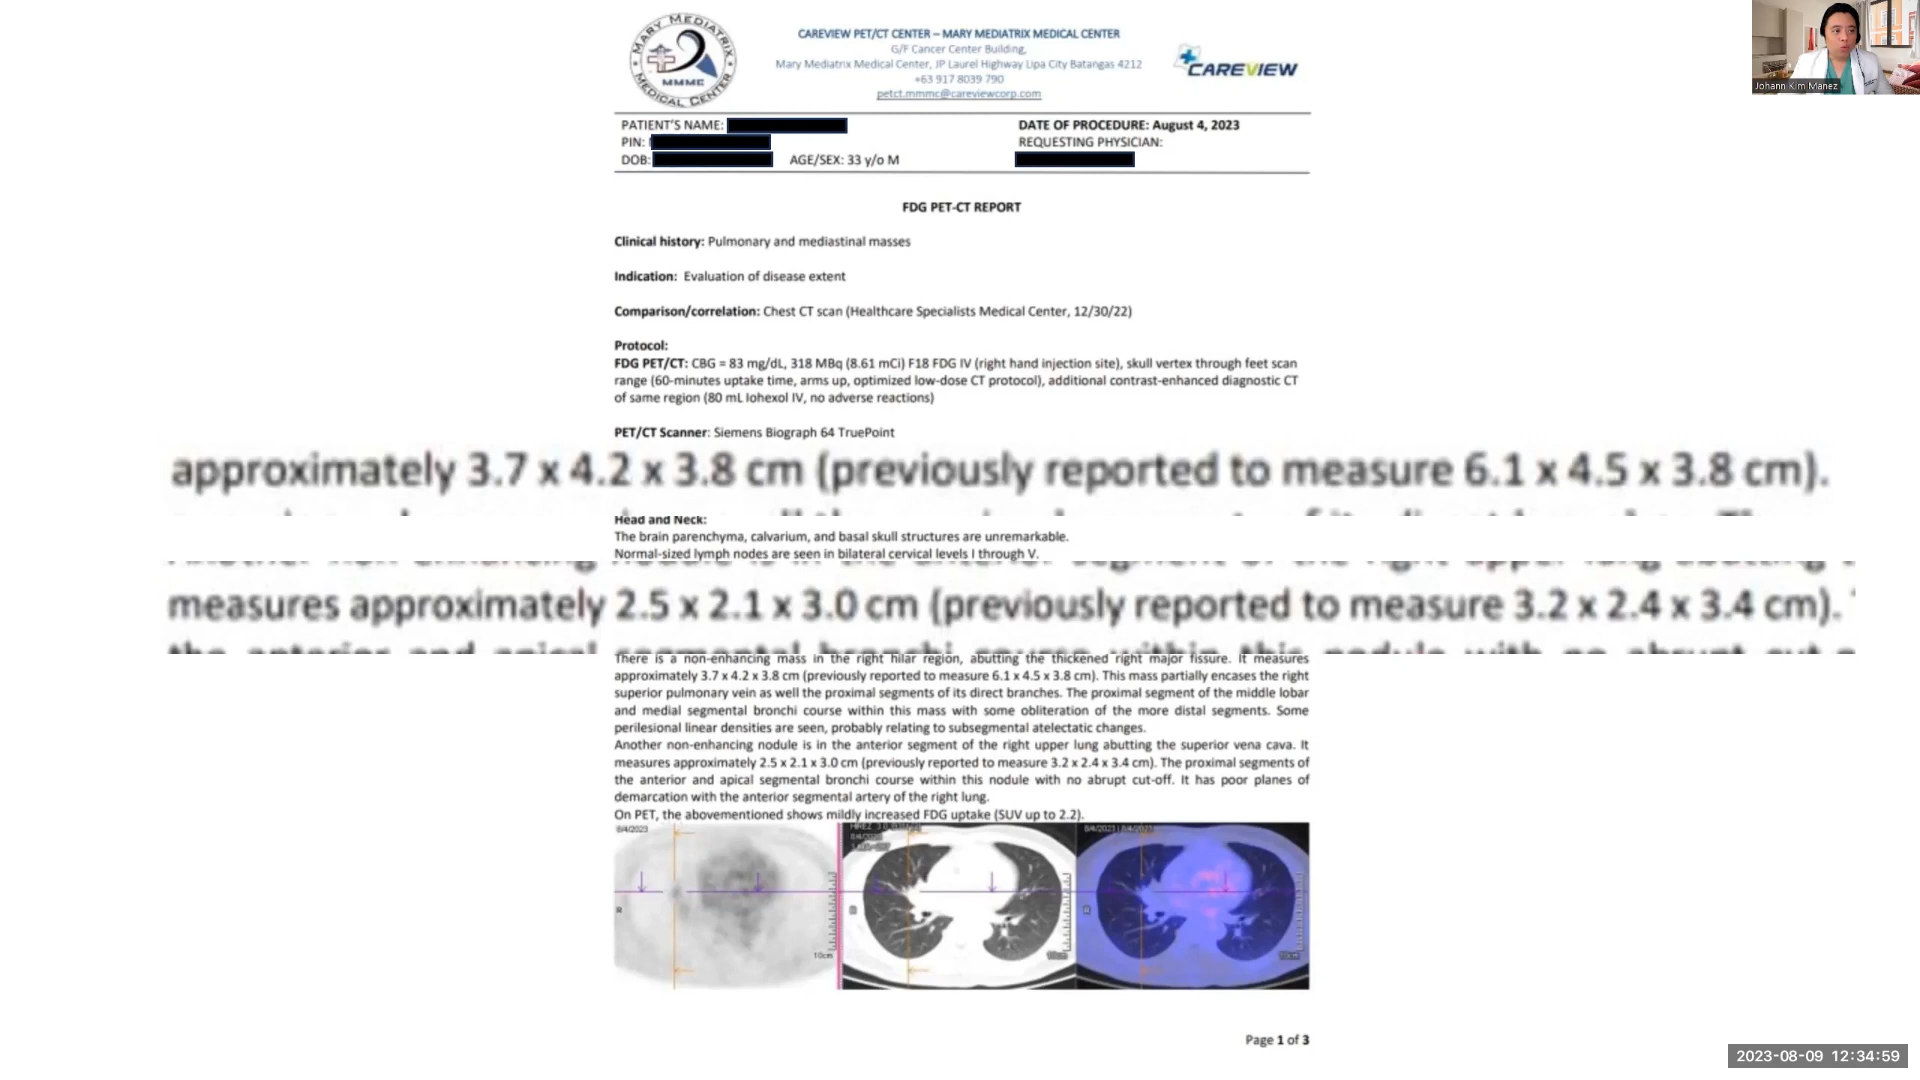 MARY MEDIATRIX
MMMC
MEDICAL CENTER
CAREVIEW PET/CT CENTER – MARY MEDIATRIX MEDICAL CENTER
G/F Cancer Center Building,
Mary Mediatrix Medical Center, JP Laurel Highway Lipa City Batangas 4212
+63 917 8039 790
petct.mmmc@careviewcorp.com
CAREVIEW
Johann Kim Manez
PATIENT'S NAME:
DATE OF PROCEDURE: August 4, 2023
PIN:
REQUESTING PHYSICIAN:
DOB:
AGE/SEX: 33 y/o M
FDG PET-CT REPORT
Clinical history: Pulmonary and mediastinal masses
Indication: Evaluation of disease extent
Comparison/correlation: Chest CT scan (Healthcare Specialists Medical Center, 12/30/22)
Protocol:
FDG PET/CT: CBG = 83 mg/dL, 318 MBq (8.61 mCi) F18 FDG IV (right hand injection site), skull vertex through feet scan
range (60-minutes uptake time, arms up, optimized low-dose CT protocol), additional contrast-enhanced diagnostic CT
of same region (80 mL Iohexol IV, no adverse reactions)
PET/CT Scanner: Siemens Biograph 64 TruePoint
approximately 3.7 x 4.2 x 3.8 cm (previously reported to measure 6.1 x 4.5 x 3.8 cm).
Head and Neck:
The brain parenchyma, calvarium, and basal skull structures are unremarkable.
Normal-sized lymph nodes are seen in bilateral cervical levels I through V.
measures approximately 2.5 x 2.1 x 3.0 cm (previously reported to measure 3.2 x 2.4 x 3.4 cm).
There is a non-enhancing mass in the right hilar region, abutting the thickened right major fissure. It measures
approximately 3.7 x 4.2 x 3.8 cm (previously reported to measure 6.1 x 4.5 x 3.8 cm). This mass partially encases the right
superior pulmonary vein as well the proximal segments of its direct branches. The proximal segment of the middle lobar
and medial segmental bronchi course within this mass with some obliteration of the more distal segments. Some
perilesional linear densities are seen, probably relating to subsegmental atelectatic changes.
Another non-enhancing nodule is in the anterior segment of the right upper lung abutting the superior vena cava. It
measures approximately 2.5 x 2.1 x 3.0 cm (previously reported to measure 3.2 x 2.4 x 3.4 cm). The proximal segments of
the anterior and apical segmental bronchi course within this nodule with no abrupt cut-off. It has poor planes of
demarcation with the anterior segmental artery of the right lung.
On PET, the abovementioned shows mildly increased FDG uptake (SUV up to 2.2).
8/4/2023
R
10cm
R
10cm
R
10cm
Page 1 of 3
2023-08-09 12:34:59